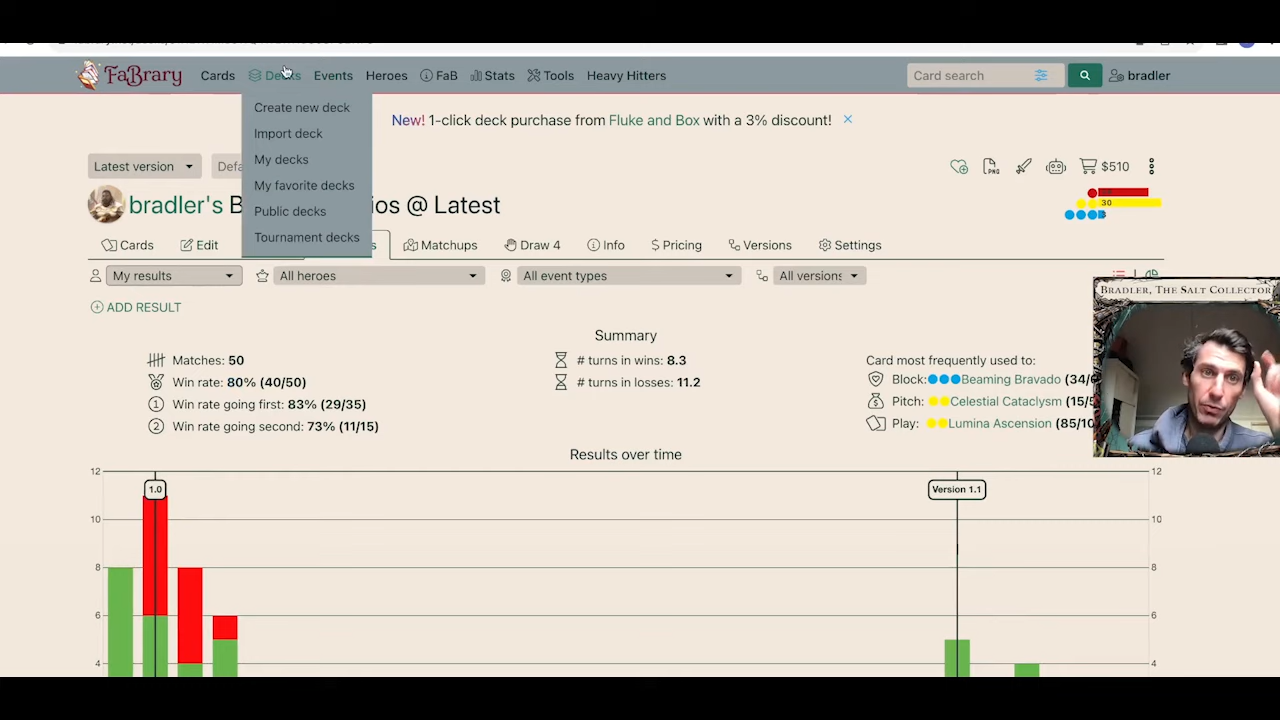 FaBrary Cards Decks Events Heroes FaB Stats Tools Heavy Hitters Card search bradler
Create new deck
Import deck
My decks
My favorite decks
Public decks
Tournament decks
New! 1-click deck purchase from Fluke and Box with a 3% discount!
Latest version
PNG $510
bradler's B ios @ Latest
30
3
Cards Edit Matchups Draw 4 Info $ Pricing Versions Settings
My results All heroes All event types All versions
ADD RESULT
BRADLER, THE SALT COLLECTOR
Summary
Matches: 50 # turns in wins: 8.3 Card most frequently used to:
Win rate: 80% (40/50) # turns in losses: 11.2 Block: Beaming Bravado (34/
Win rate going first: 83% (29/35) Pitch: Celestial Cataclysm (15/
Win rate going second: 73% (11/15) Play: Lumina Ascension (85/10
Results over time
12 12
1.0 Version 1.1
10 10
8 8
6 6
4 4